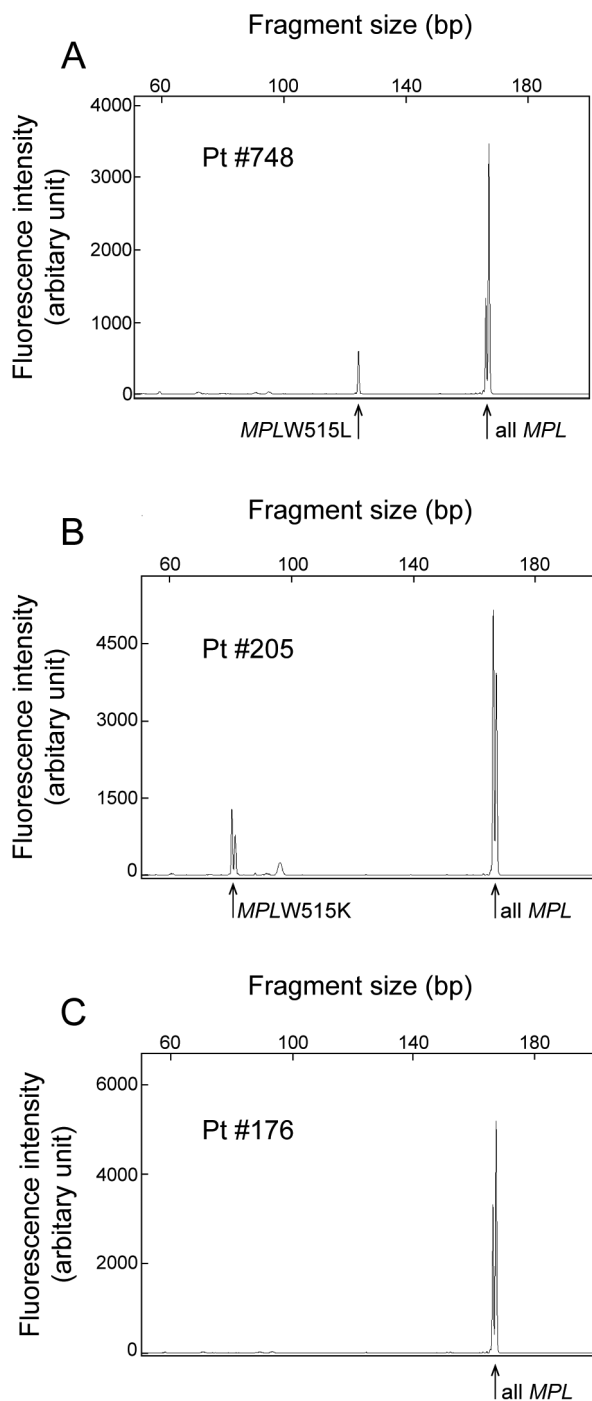 Fragment size (bp)
A
60 100 140 180
Fluorescence intensity
(arbitary unit)
4000
3000
2000
1000
0
Pt #748
MPLW515L
all MPL
Fragment size (bp)
B
60 100 140 180
Fluorescence intensity
(arbitary unit)
4500
3000
1500
0
Pt #205
MPLW515K
all MPL
Fragment size (bp)
C
60 100 140 180
Fluorescence intensity
(arbitary unit)
6000
4000
2000
0
Pt #176
all MPL